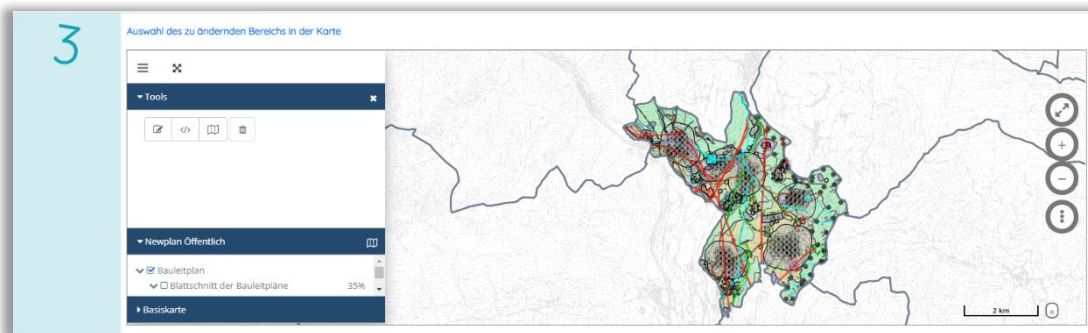 3
Auswahl des zu ändernden Bereichs in der Karte
Tools
Newplan Öffentlich
Bauleitplan
Blattschnitt der Bauleitpläne 35%
Basiskarte
2 km